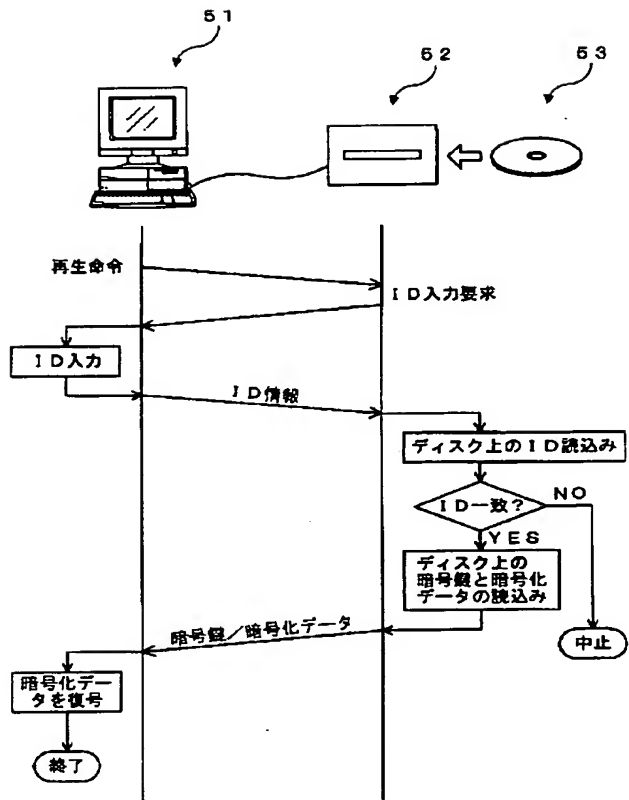 ５１
５２
５３
再生命令
ＩＤ入力要求
ＩＤ入力
ＩＤ情報
ディスク上のＩＤ読込み
ＩＤ一致？
ＮＯ
ＹＥＳ
ディスク上の
暗号鍵と暗号化
データの読込み
暗号鍵／暗号化データ
中止
暗号化デー
タを復号
終了